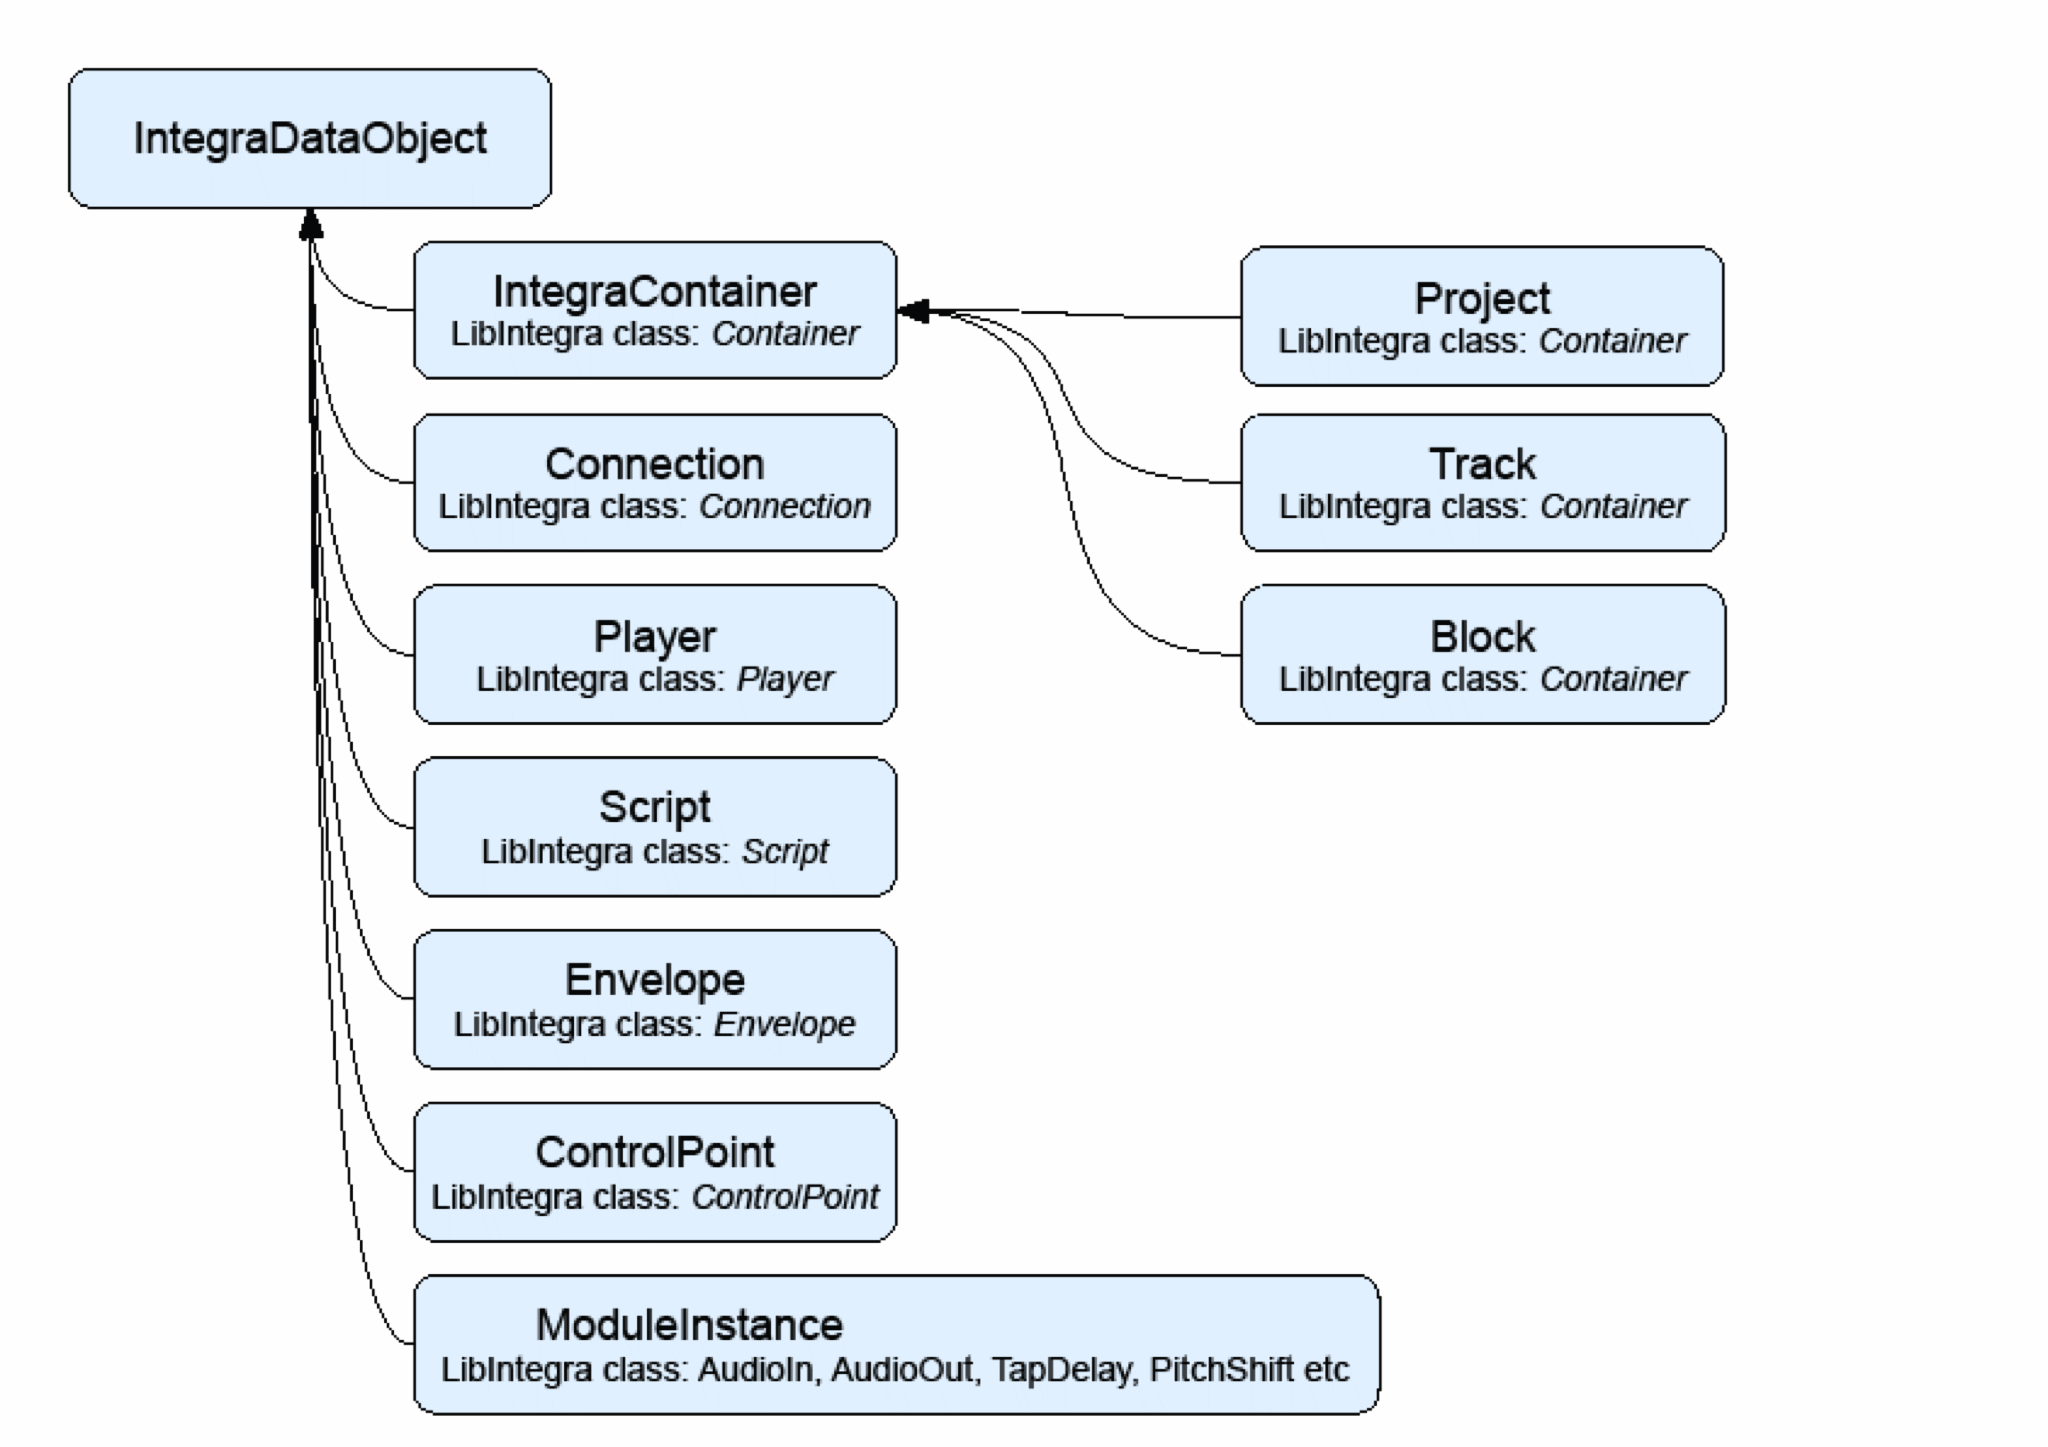 IntegraDataObject
IntegraContainer
LibIntegra class: Container
Project
LibIntegra class: Container
Connection
LibIntegra class: Connection
Track
LibIntegra class: Container
Player
LibIntegra class: Player
Block
LibIntegra class: Container
Script
LibIntegra class: Script
Envelope
LibIntegra class: Envelope
ControlPoint
LibIntegra class: ControlPoint
ModuleInstance
LibIntegra class: AudioIn, AudioOut, TapDelay, PitchShift etc